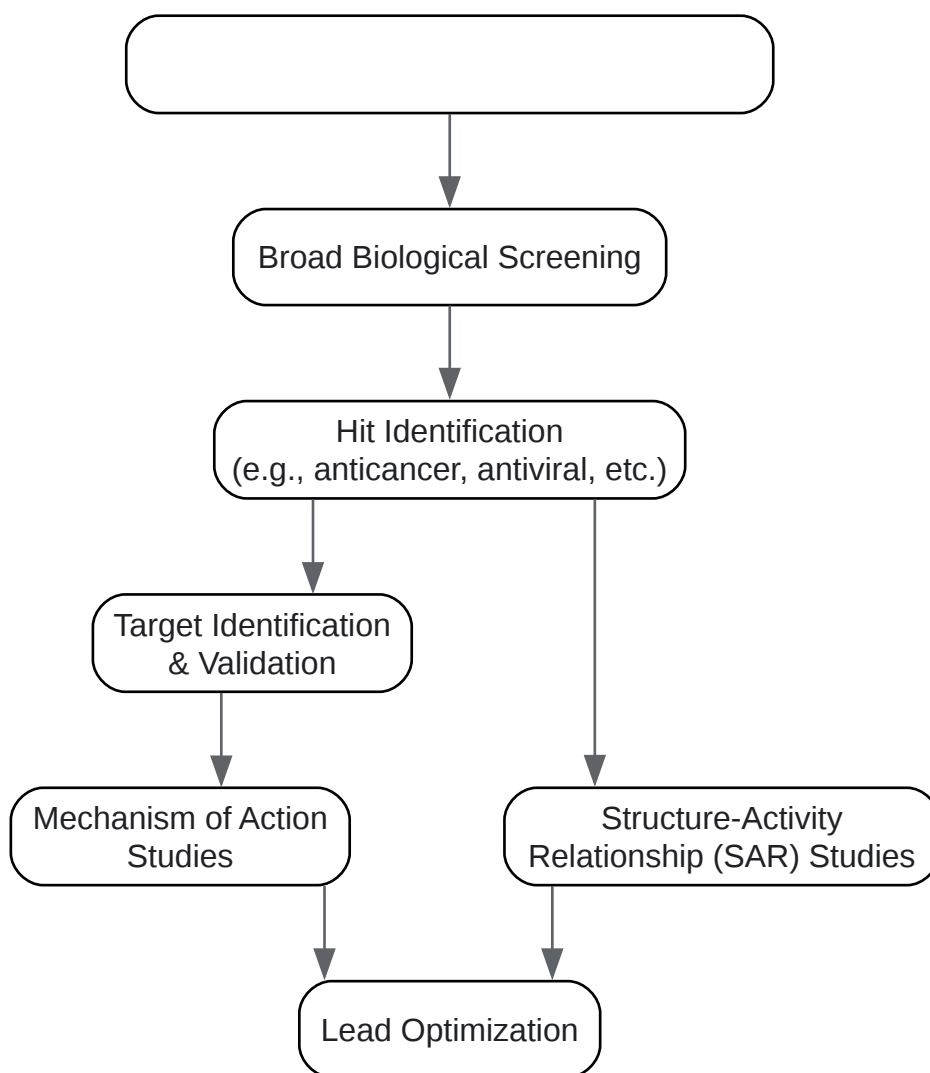 Broad Biological Screening
Hit Identification
(e.g., anticancer, antiviral, etc.)
Target Identification
& Validation
Mechanism of Action
Studies
Structure-Activity
Relationship (SAR) Studies
Lead Optimization